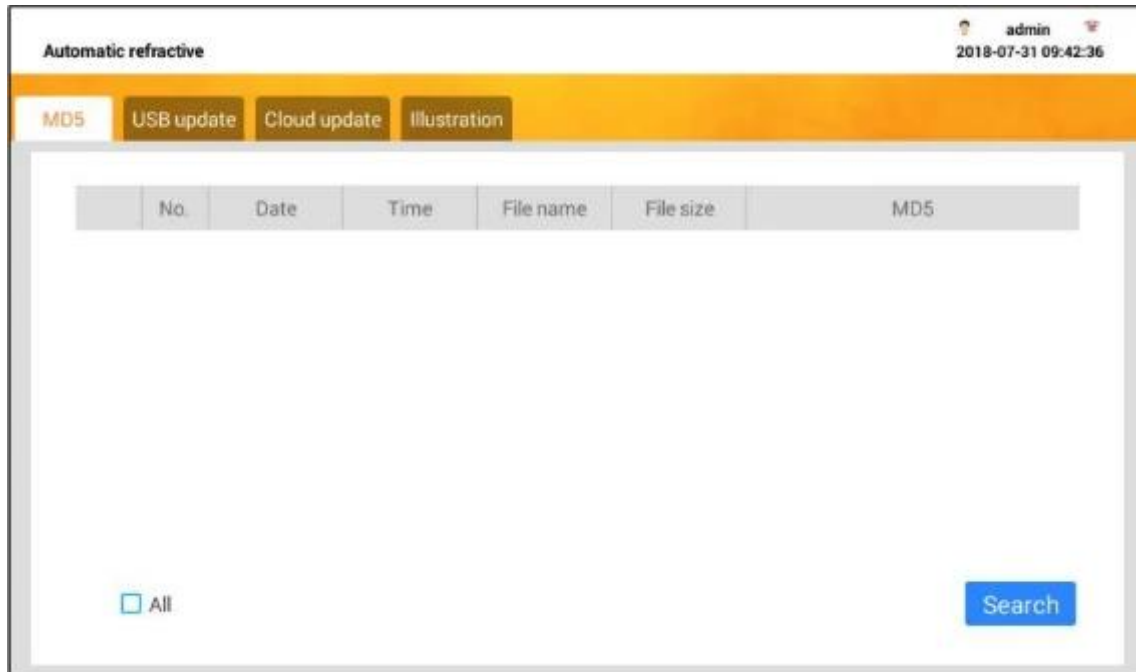 admin
Automatic refractive 2018-07-31 09:42:36
MD5 USB update Cloud update Illustration
No. Date Time File name File size MD5
All Search